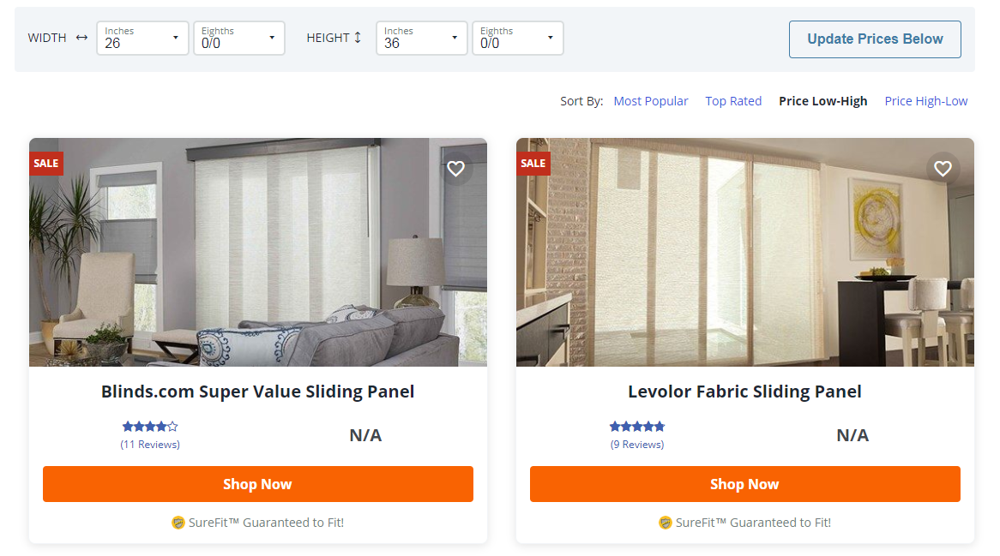 WIDTH Inches 26 Eighths 0/0 HEIGHT Inches 36 Eighths 0/0 Update Prices Below
Sort By: Most Popular Top Rated Price Low-High Price High-Low
SALE
SALE
Blinds.com Super Value Sliding Panel
(11 Reviews)
N/A
Shop Now
SureFit™ Guaranteed to Fit!
Levolor Fabric Sliding Panel
(9 Reviews)
N/A
Shop Now
SureFit™ Guaranteed to Fit!